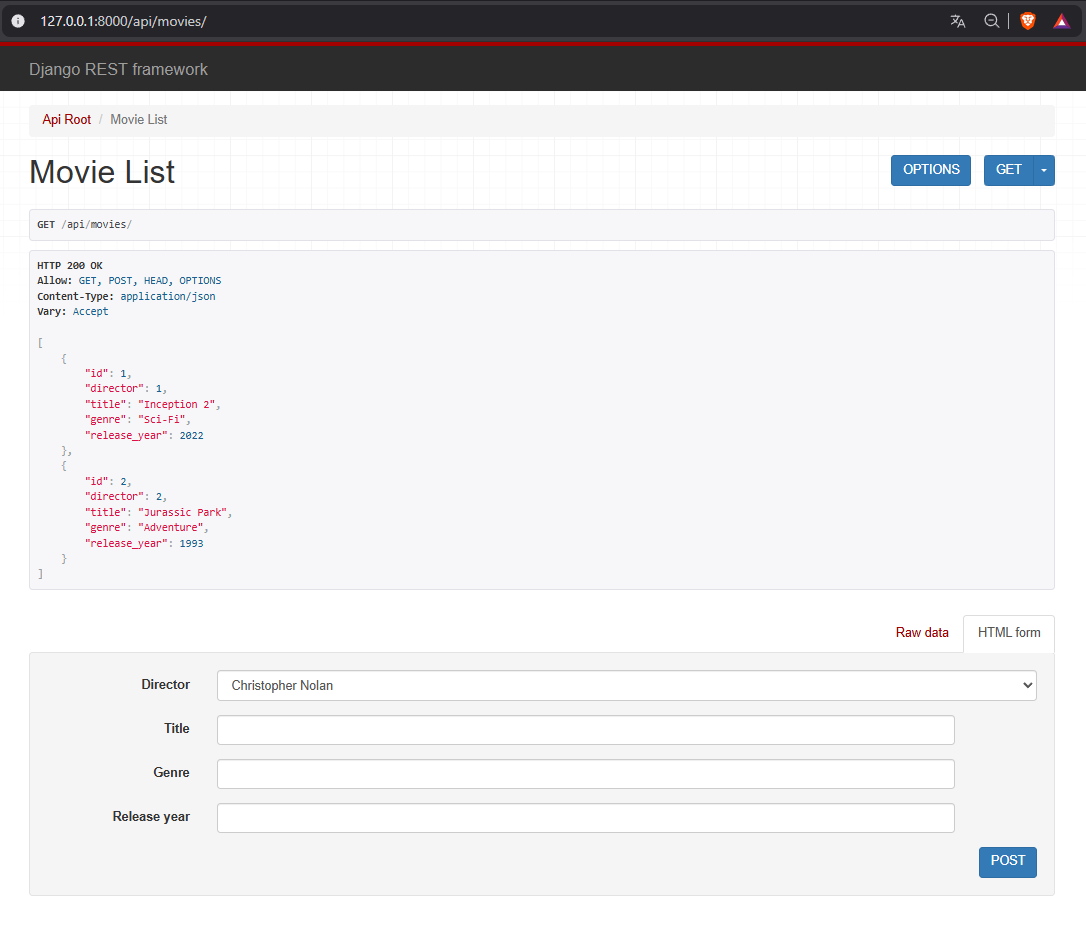 127.0.0.1:8000/api/movies/
Django REST framework
Api Root / Movie List
Movie List
OPTIONS
GET
GET /api/movies/
HTTP 200 OK
Allow: GET, POST, HEAD, OPTIONS
Content-Type: application/json
Vary: Accept
[
    {
        "id": 1,
        "director": 1,
        "title": "Inception 2",
        "genre": "Sci-Fi",
        "release_year": 2022
    },
    {
        "id": 2,
        "director": 2,
        "title": "Jurassic Park",
        "genre": "Adventure",
        "release_year": 1993
    }
]
Raw data
HTML form
Director
Christopher Nolan
Title
Genre
Release year
POST